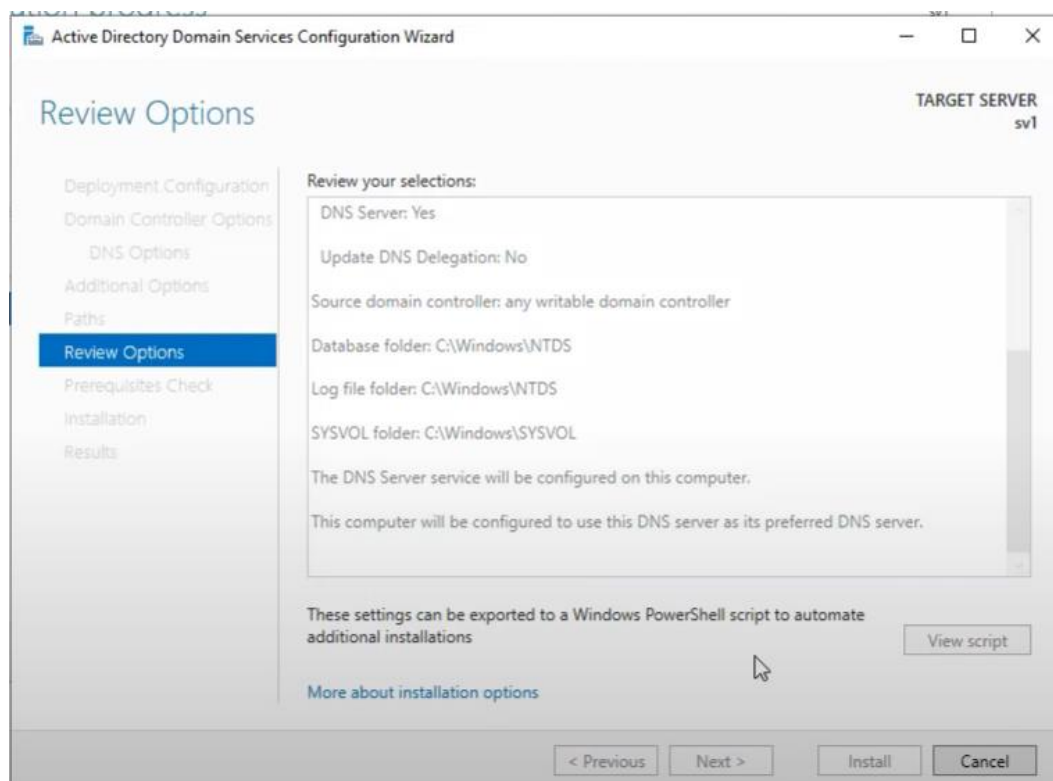 Active Directory Domain Services Configuration Wizard
Review Options
TARGET SERVER
sv1
Deployment Configuration
Domain Controller Options
DNS Options
Additional Options
Paths
Review Options
Prerequisites Check
Installation
Results
Review your selections:
DNS Server: Yes
Update DNS Delegation: No
Source domain controller: any writable domain controller
Database folder: C:\Windows\NTDS
Log file folder: C:\Windows\NTDS
SYSVOL folder: C:\Windows\SYSVOL
The DNS Server service will be configured on this computer.
This computer will be configured to use this DNS server as its preferred DNS server.
These settings can be exported to a Windows PowerShell script to automate
additional installations
View script
More about installation options
< Previous
Next >
Install
Cancel